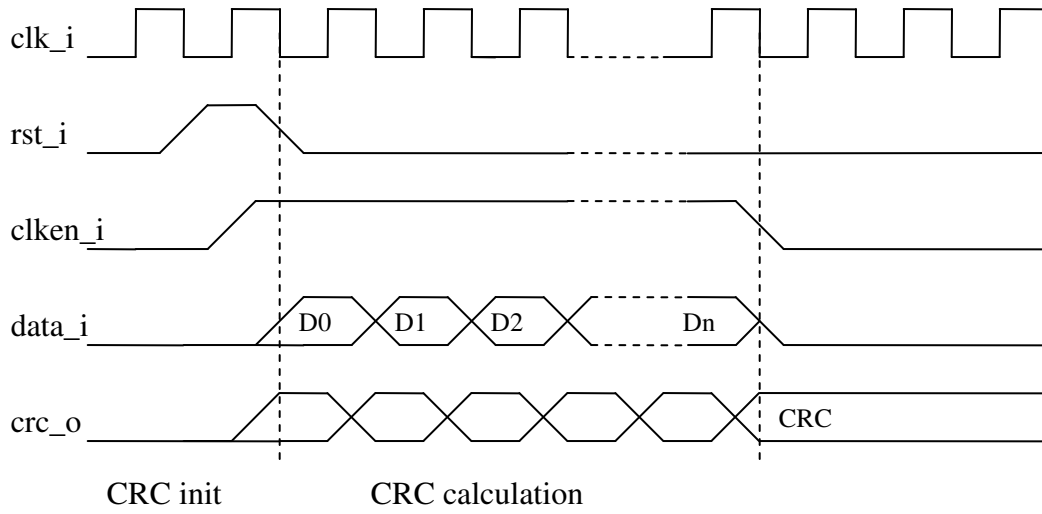 clk_i
rst_i
clken_i
data_i D0 D1 D2 Dn
crc_o CRC
CRC init CRC calculation